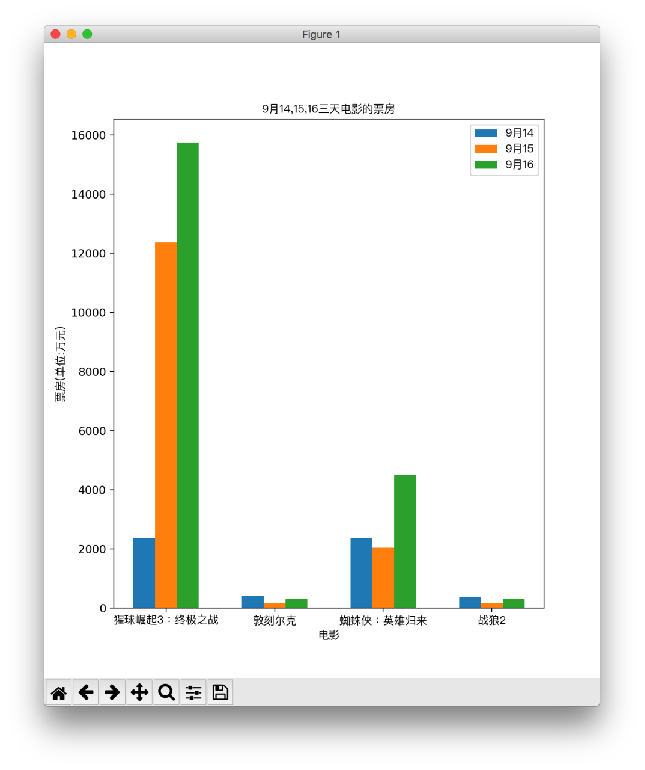 Figure 1
9月14,15,16三天电影的票房
9月14
9月15
9月16
16000
14000
12000
10000
8000
6000
4000
2000
0
票房(单位:万元)
猩球崛起3：终极之战
敦刻尔克
蜘蛛侠：英雄归来
战狼2
电影